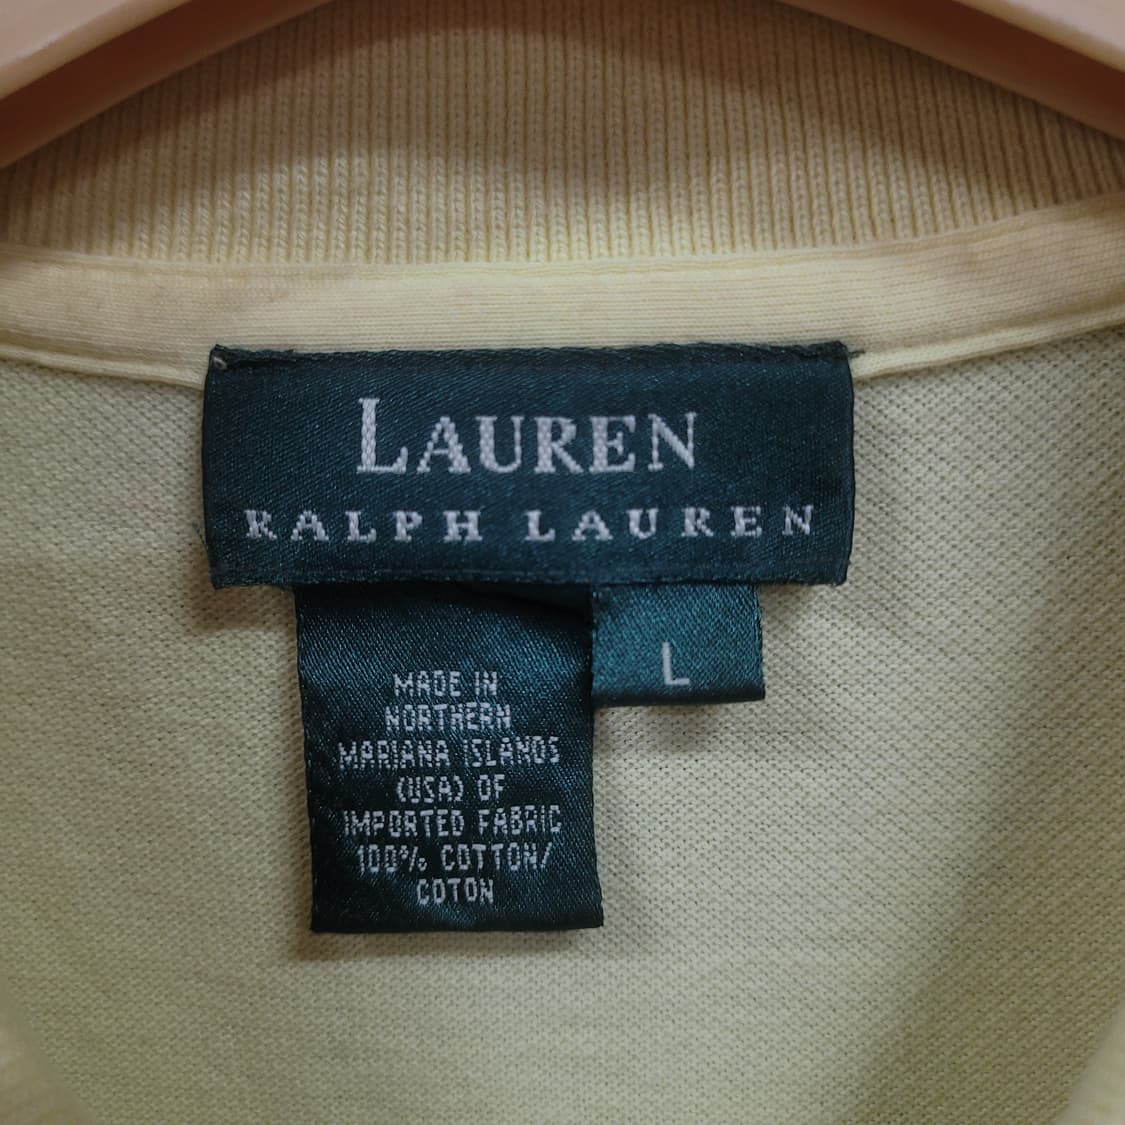 LAUREN
RALPH LAUREN
L
MADE IN
NORTHERN
MARIANA ISLANDS
(USA) OF
IMPORTED FABRIC
100% COTTON/
COTON